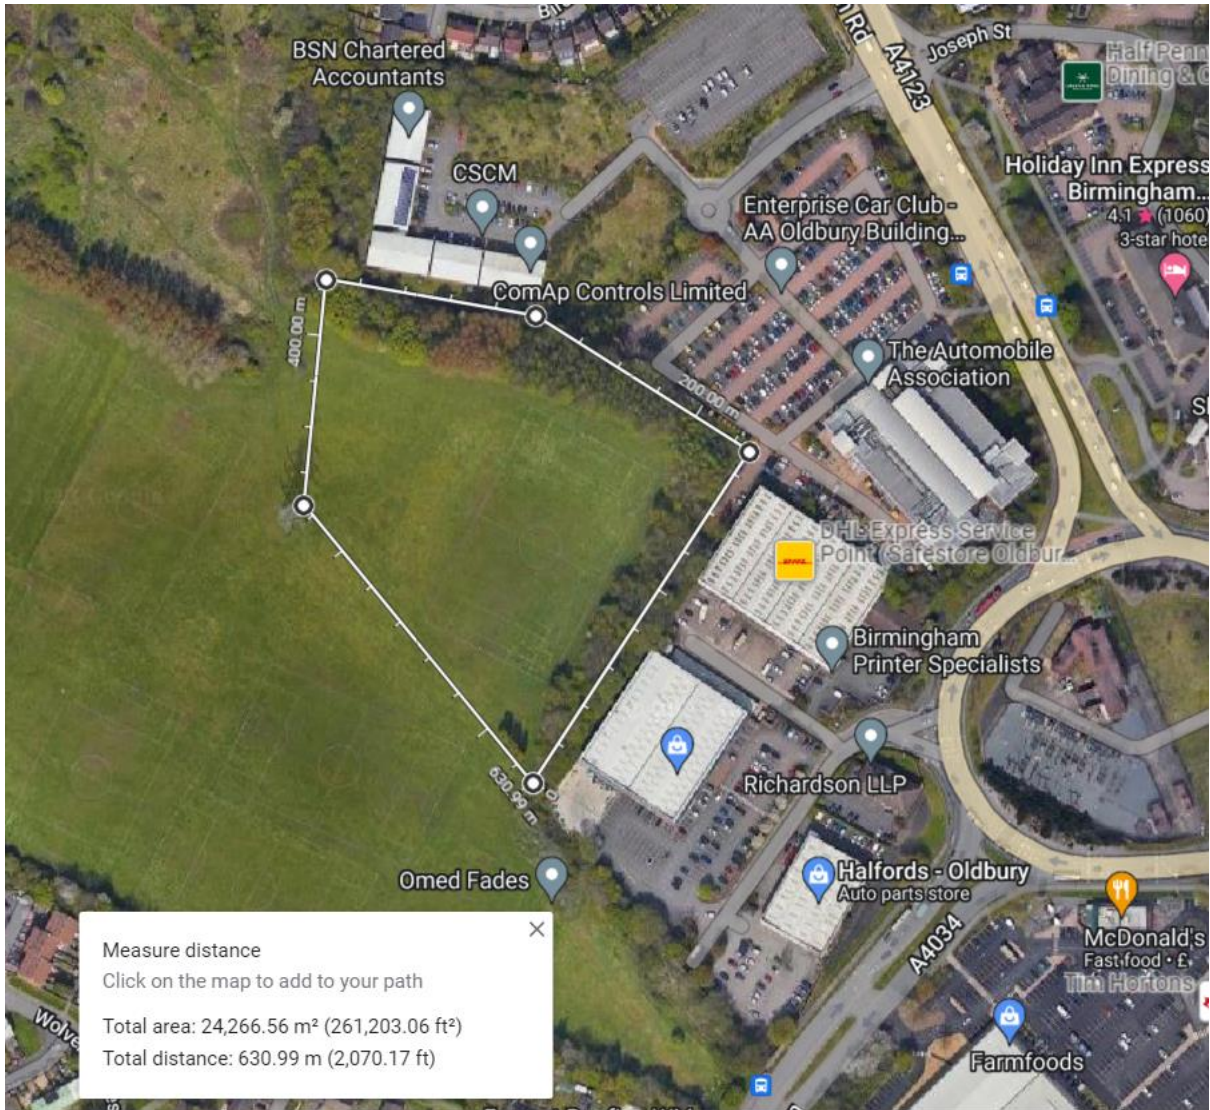 Joseph St
A4123
Rd
BSN Chartered
Accountants
CSCM
Half Penn
Dining & C
Holiday Inn Express
Birmingham...
4.1 ★ (1060)
3-star hote
Enterprise Car Club -
AA Oldbury Building...
ComAp Controls Limited
400.00 m
200.00 m
The Automobile
Association
DHL Express Service
Point (Safestore Oldbur...
Birmingham
Printer Specialists
630.99 m
Richardson LLP
Omed Fades
Halfords - Oldbury
Auto parts store
A4034
McDonald's
Fast food • £
Tim Hortons
Farmfoods
Measure distance
Click on the map to add to your path
Total area: 24,266.56 m² (261,203.06 ft²)
Total distance: 630.99 m (2,070.17 ft)
Wolve